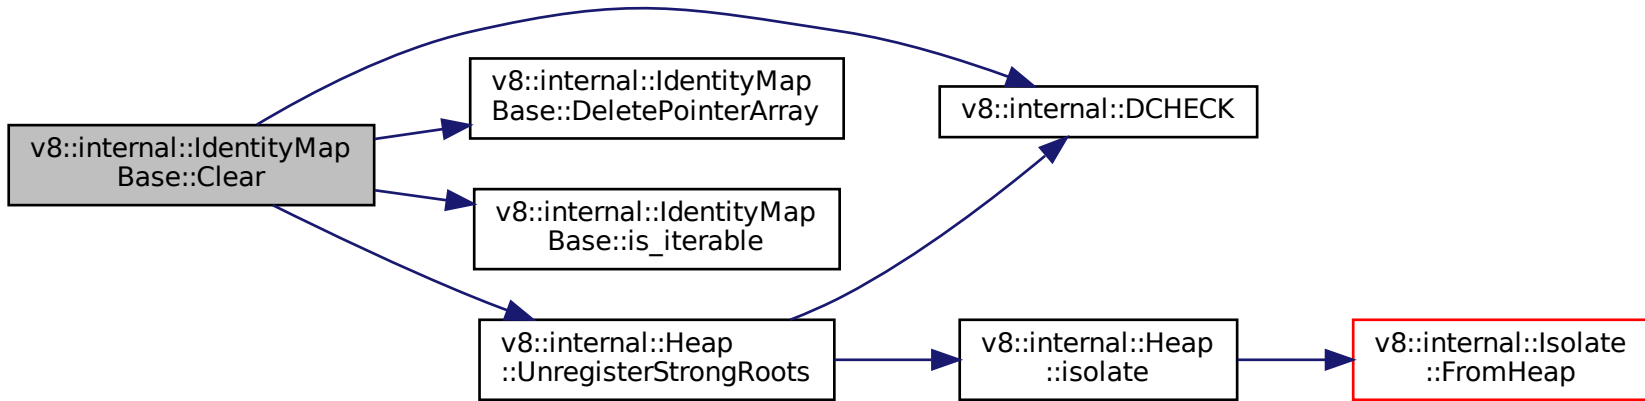 v8::internal::IdentityMap
Base::Clear
v8::internal::IdentityMap
Base::DeletePointerArray
v8::internal::DCHECK
v8::internal::IdentityMap
Base::is_iterable
v8::internal::Heap
::UnregisterStrongRoots
v8::internal::Heap
::isolate
v8::internal::Isolate
::FromHeap